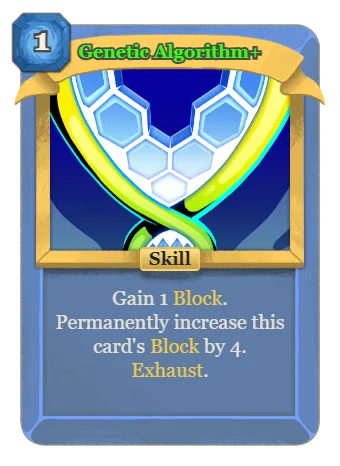 1
Genetic Algorithm+
Skill
Gain 1 Block.
Permanently increase this
card's Block by 4.
Exhaust.